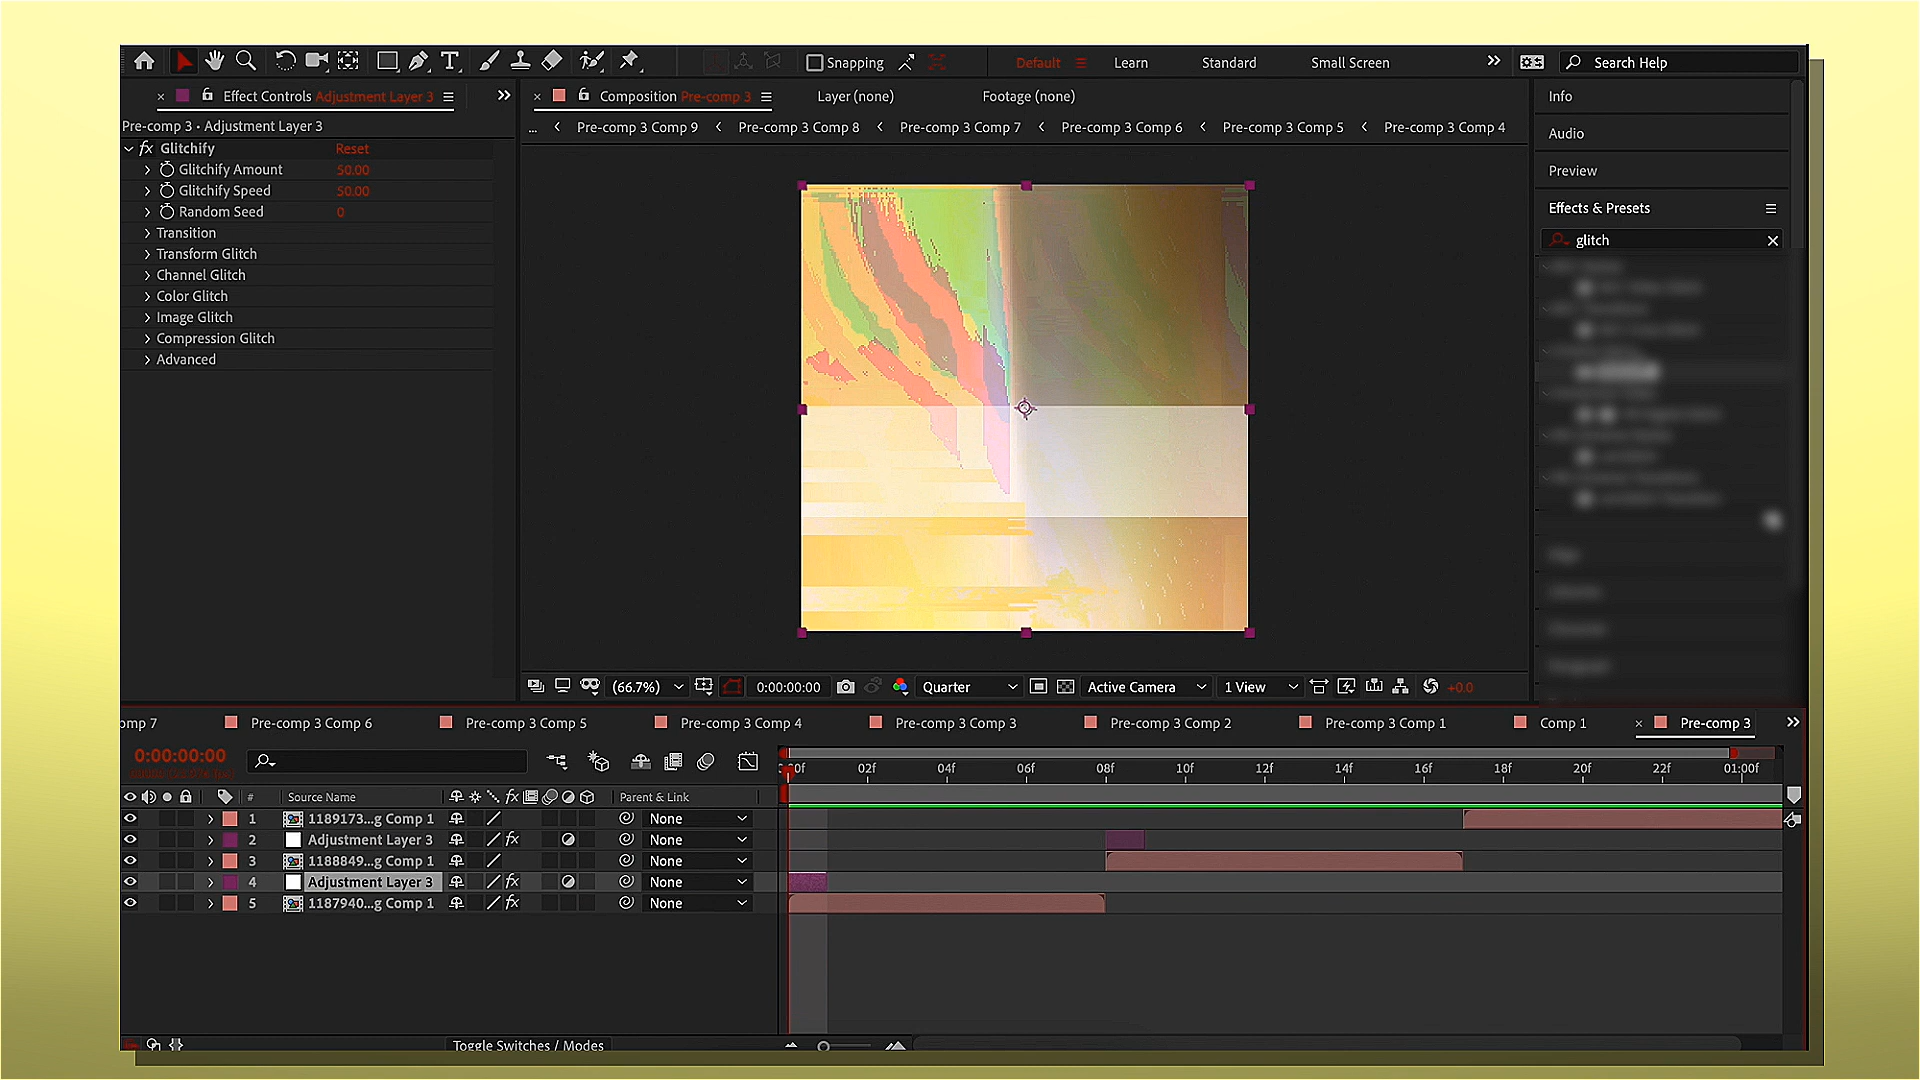 Snapping
Default
Learn
Standard
Small Screen
Search Help
Effect Controls Adjustment Layer 3
Composition Pre-comp 3
Layer (none)
Footage (none)
Info
Pre-comp 3 • Adjustment Layer 3
... < Pre-comp 3 Comp 9 < Pre-comp 3 Comp 8 < Pre-comp 3 Comp 7 < Pre-comp 3 Comp 6 < Pre-comp 3 Comp 5 < Pre-comp 3 Comp 4
Audio
fx Glitchify Reset
Glitchify Amount 50.00
Glitchify Speed 50.00
Random Seed 0
Transition
Transform Glitch
Channel Glitch
Color Glitch
Image Glitch
Compression Glitch
Advanced
Preview
Effects & Presets
glitch
(66.7%)
0:00:00:00
Quarter
Active Camera
1 View
+0.0
omp 7
Pre-comp 3 Comp 6
Pre-comp 3 Comp 5
Pre-comp 3 Comp 4
Pre-comp 3 Comp 3
Pre-comp 3 Comp 2
Pre-comp 3 Comp 1
Comp 1
Pre-comp 3
0:00:00:00
:00f 02f 04f 06f 08f 10f 12f 14f 16f 18f 20f 22f 01:00f
# Source Name fx Parent & Link
1 1189173...g Comp 1 None
2 Adjustment Layer 3 fx None
3 1188849...g Comp 1 None
4 Adjustment Layer 3 fx None
5 1187940...g Comp 1 fx None
Toggle Switches / Modes